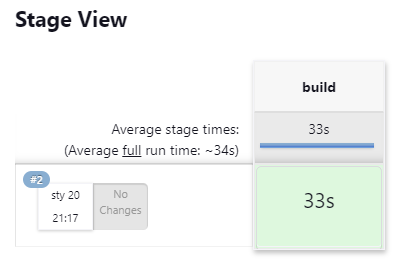 Stage View
build
Average stage times:
33s
(Average full run time: ~34s)
#2
sty 20
21:17
No
Changes
33s